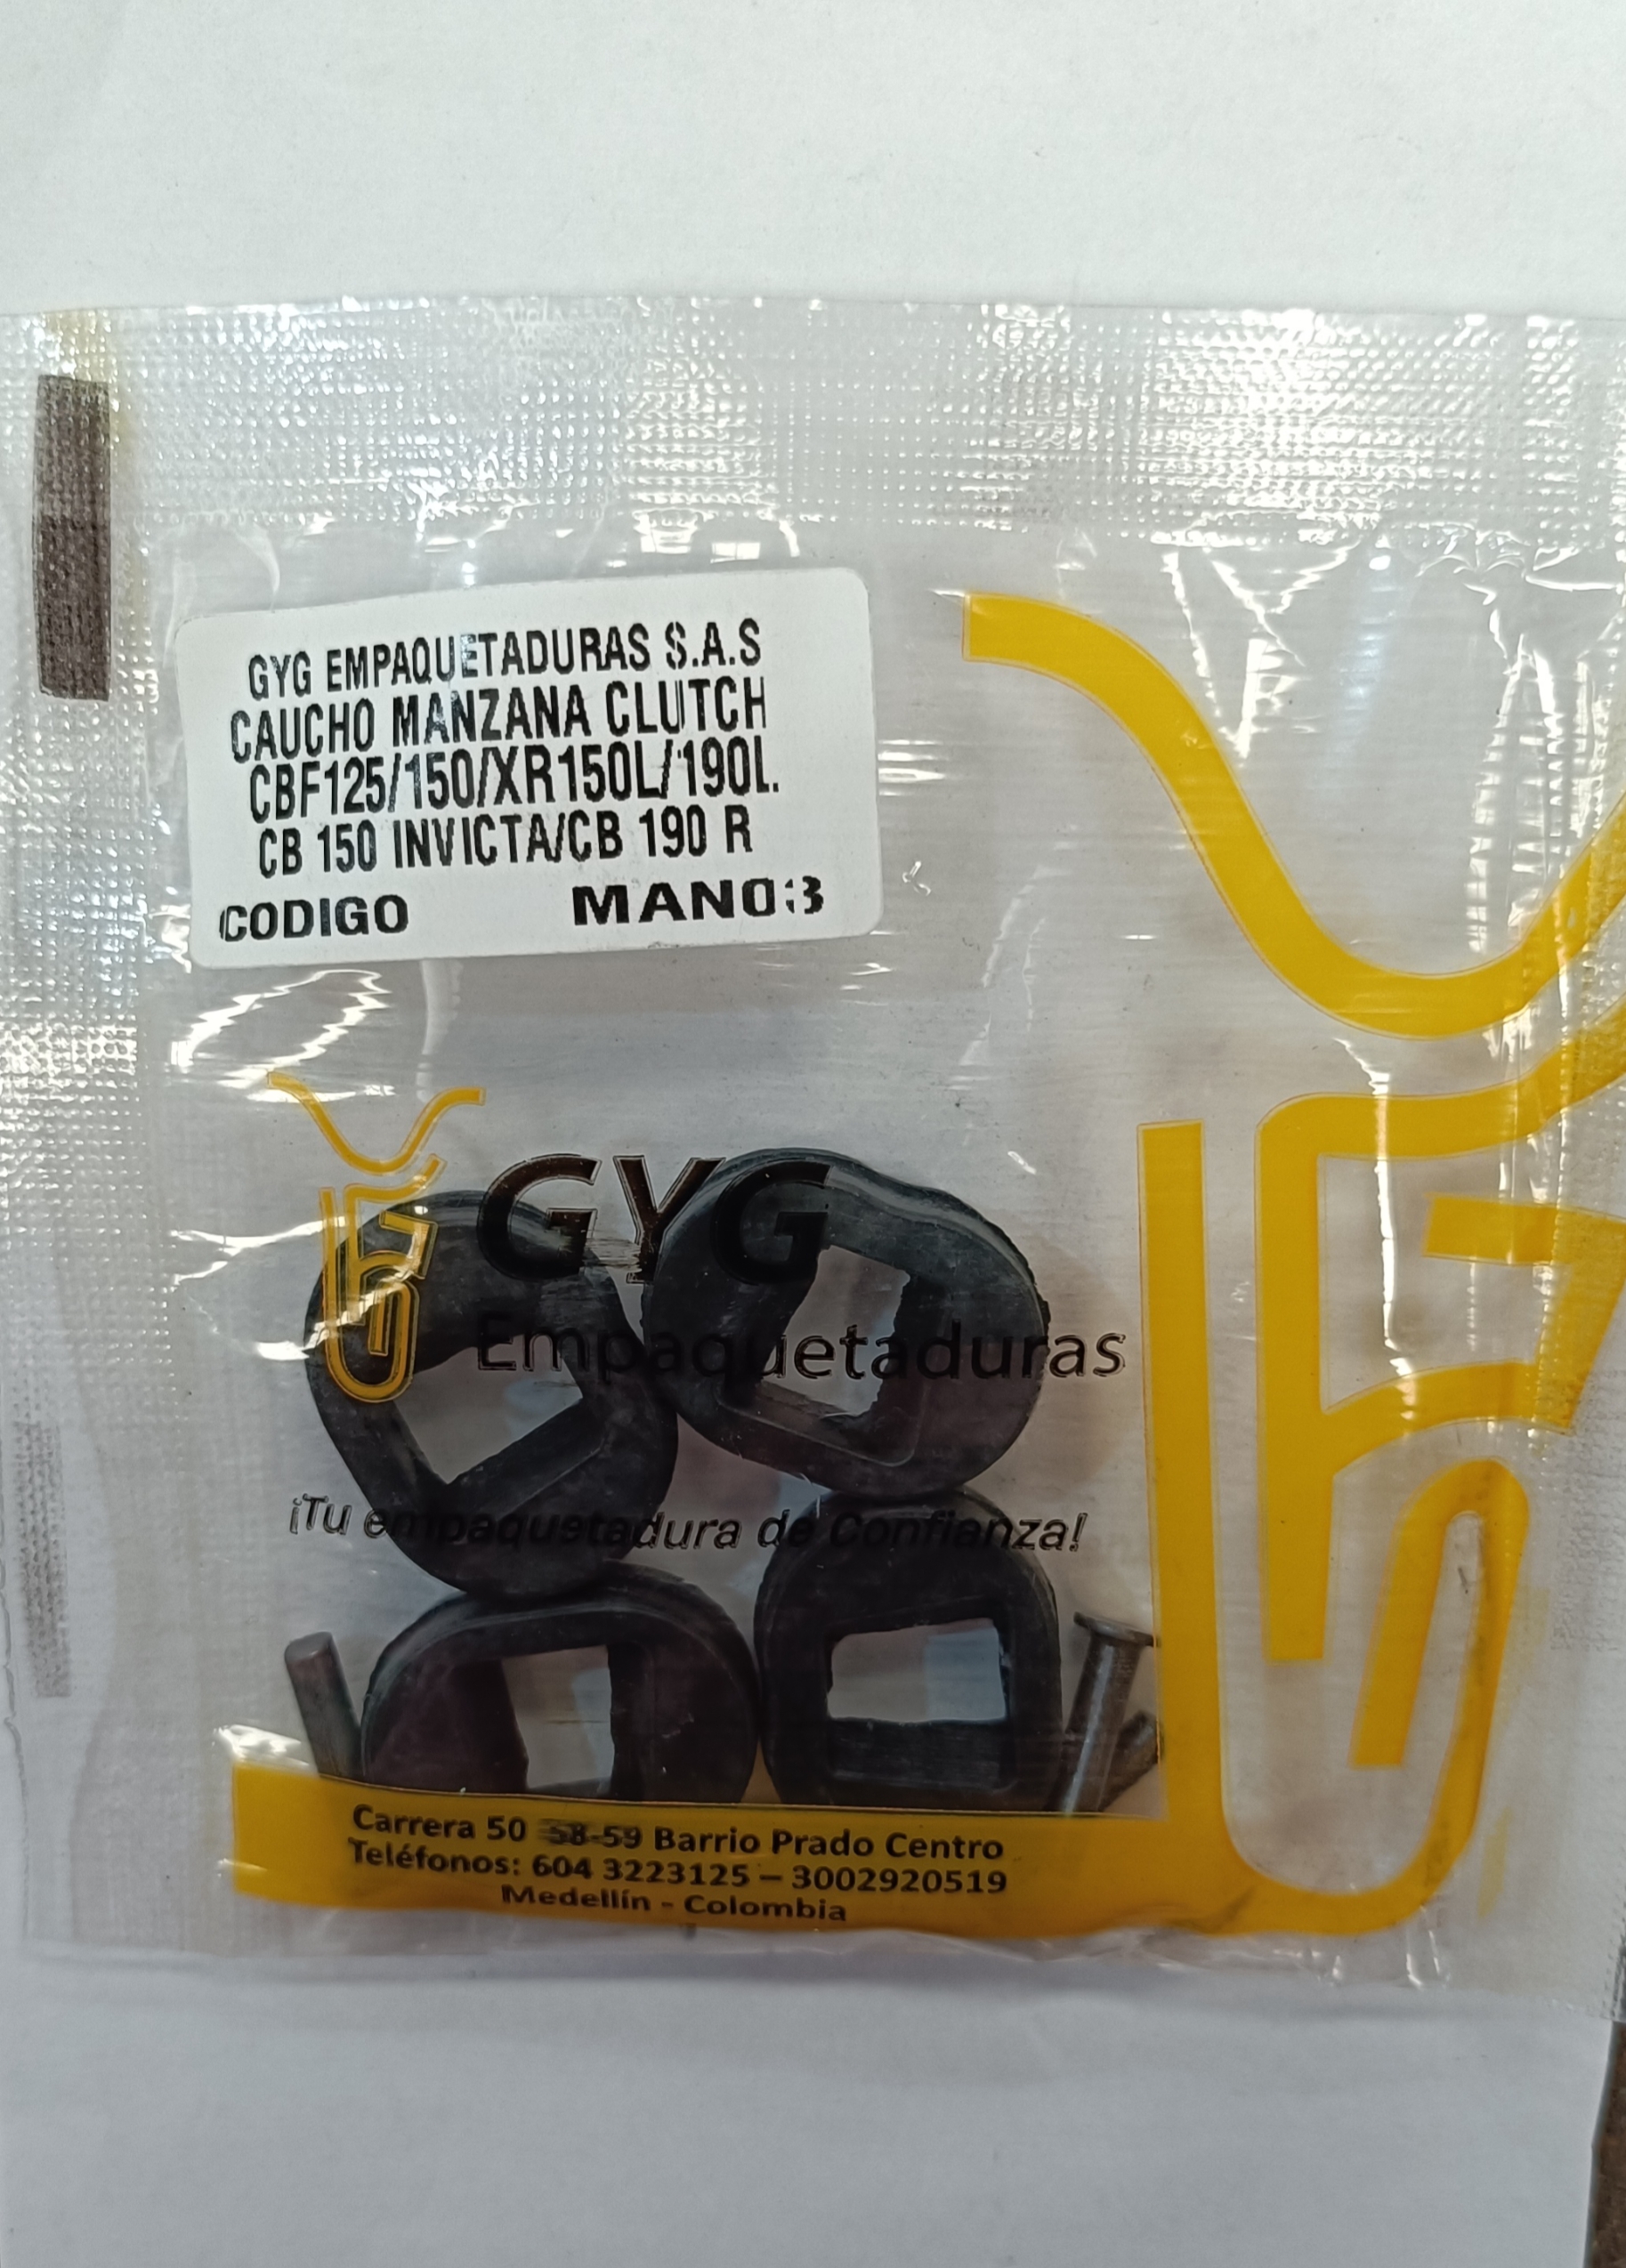 GYG EMPAQUETADURAS S.A.S
CAUCHO MANZANA CLUTCH
CBF125/150/XR150L/190L.
CB 150 INVICTA/CB 190 R
CODIGO MAN03
GYG
Empaquetaduras
¡Tu empaquetadura de Confianza!
Carrera 50 58-59 Barrio Prado Centro
Teléfonos: 604 3223125 – 3002920519
Medellín - Colombia